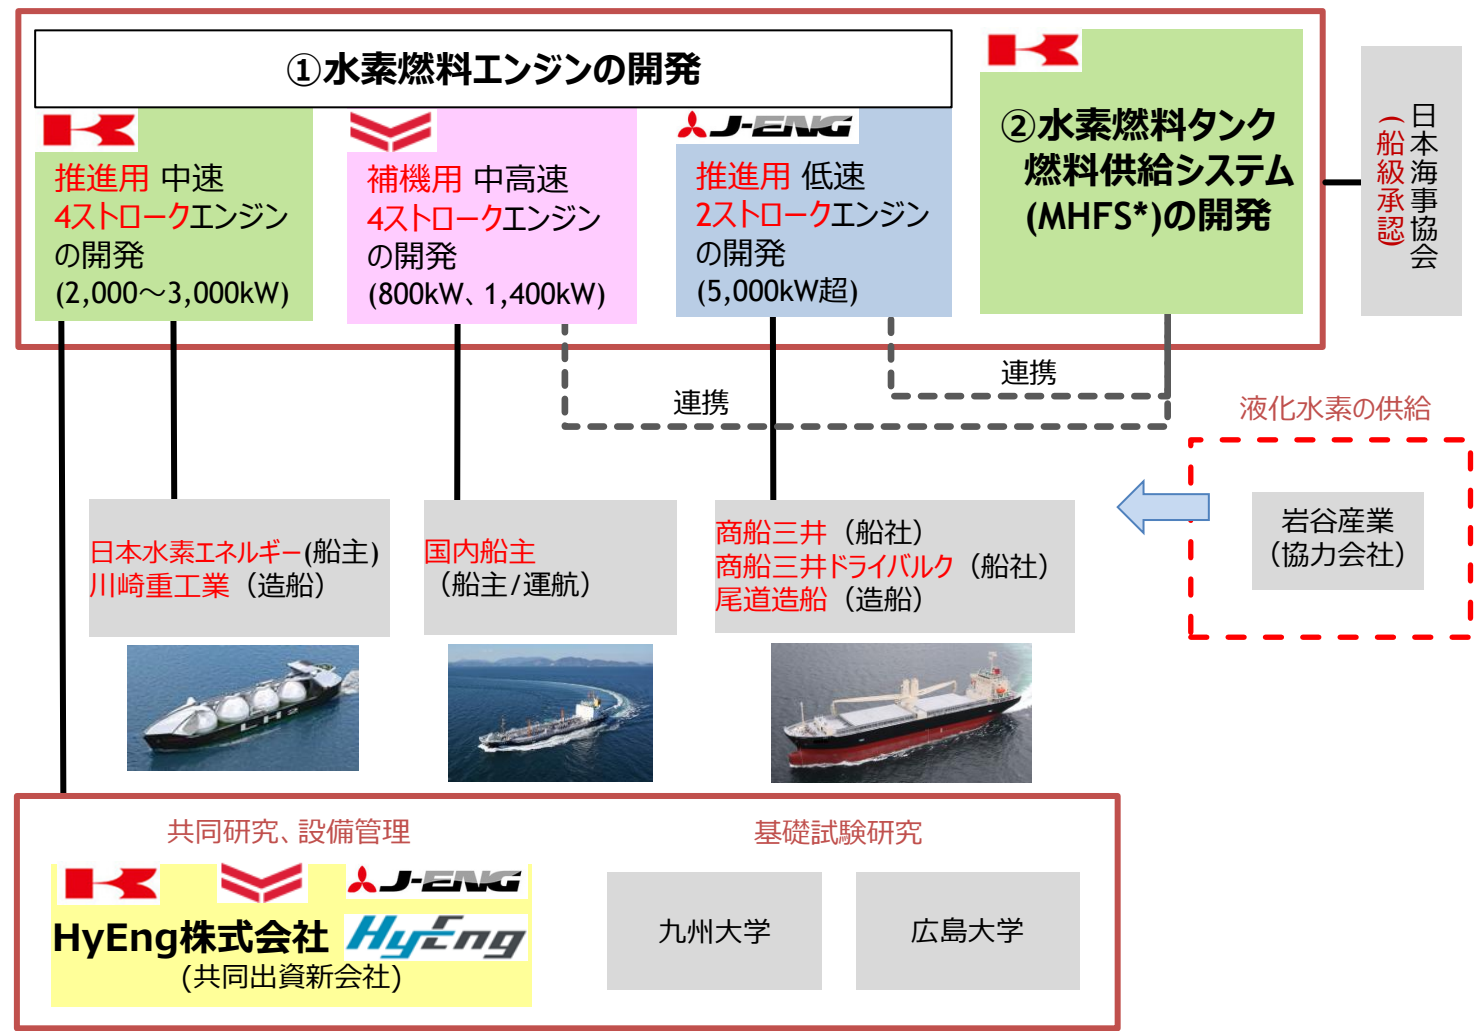 ①水素燃料エンジンの開発
推進用 中速
4ストロークエンジン
の開発
(2,000～3,000kW)
補機用 中高速
4ストロークエンジン
の開発
(800kW、1,400kW)
J-ENG
推進用 低速
2ストロークエンジン
の開発
(5,000kW超)
②水素燃料タンク
燃料供給システム
(MHFS*)の開発
日本海事協会
(船級承認)
連携
連携
液化水素の供給
岩谷産業
（協力会社）
日本水素エネルギー(船主)
川崎重工業（造船）
国内船主
（船主/運航）
商船三井（船社）
商船三井ドライバルク（船社）
尾道造船（造船）
LH2
共同研究、設備管理
J-ENG
HyEng株式会社 HyEng
(共同出資新会社)
基礎試験研究
九州大学
広島大学